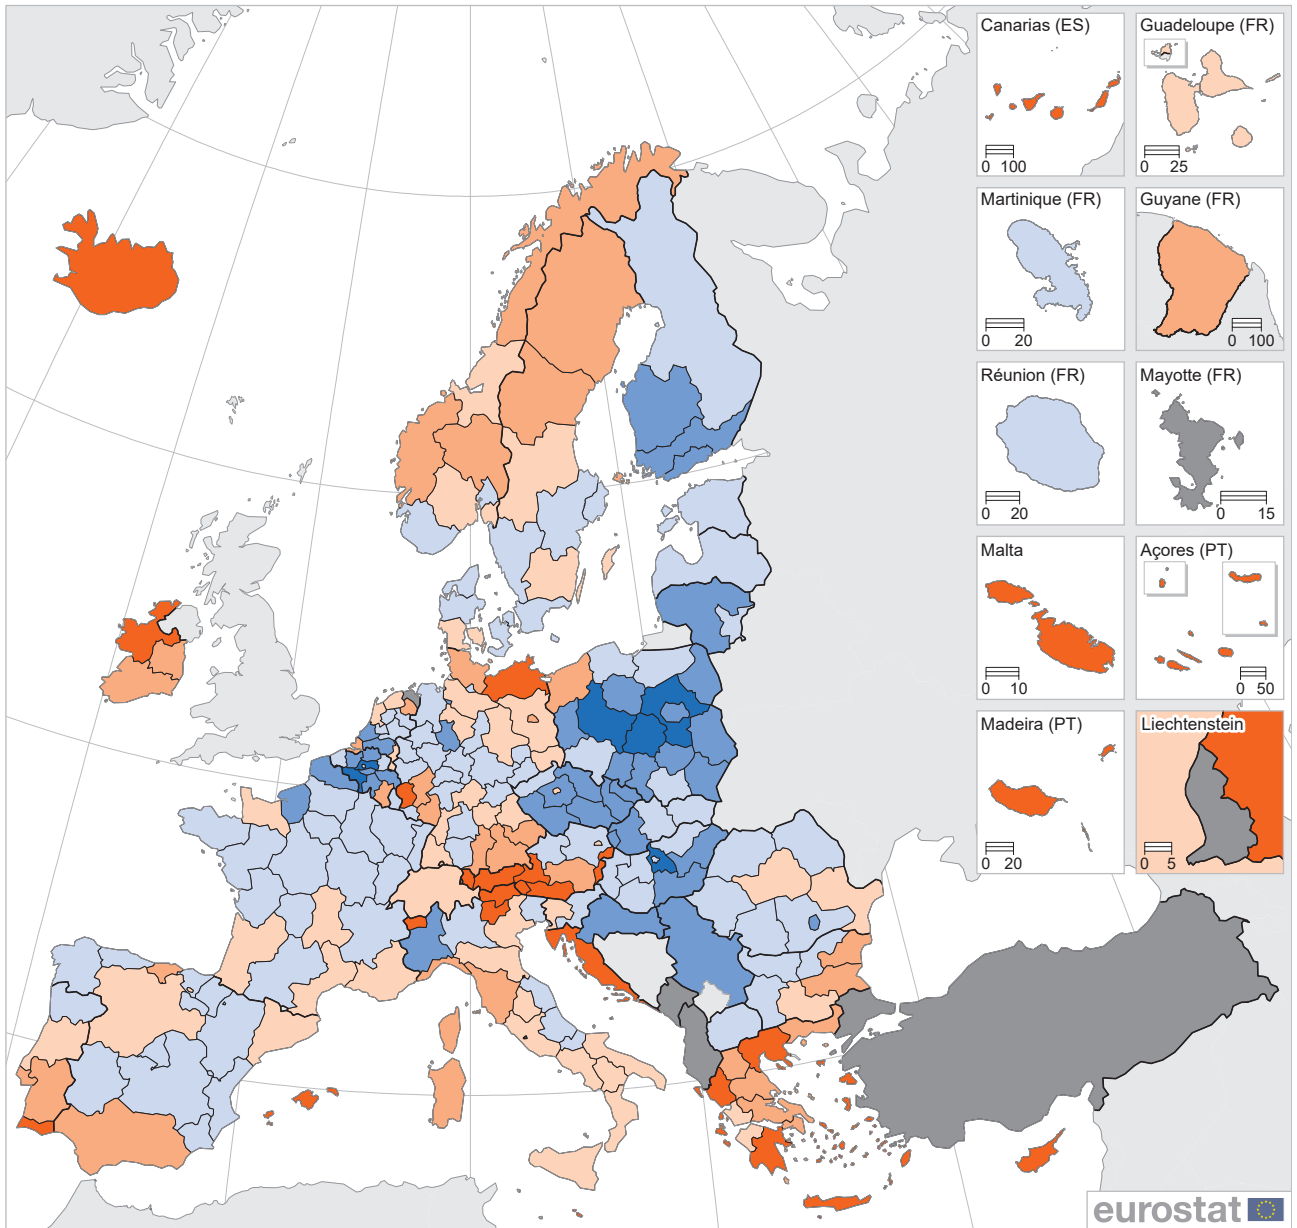 Canarias (ES)
0 100
Guadeloupe (FR)
0 25
Martinique (FR)
0 20
Guyane (FR)
0 100
Réunion (FR)
0 20
Mayotte (FR)
0 15
Malta
0 10
Açores (PT)
0 50
Madeira (PT)
0 20
Liechtenstein
0 5
eurostat